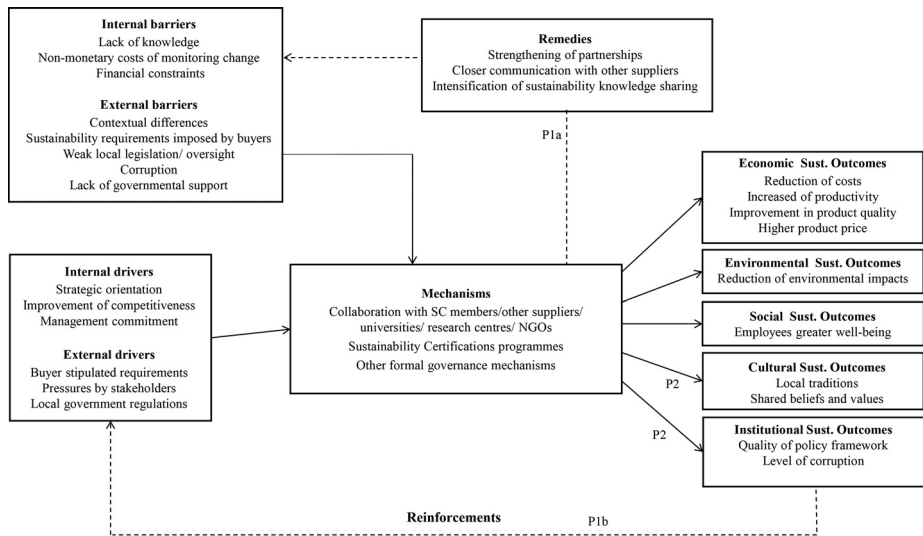 Internal barriers
Lack of knowledge
Non-monetary costs of monitoring change
Financial constraints
External barriers
Contextual differences
Sustainability requirements imposed by buyers
Weak local legislation/ oversight
Corruption
Lack of governmental support
Remedies
Strengthening of partnerships
Closer communication with other suppliers
Intensification of sustainability knowledge sharing
P1a
Internal drivers
Strategic orientation
Improvement of competitiveness
Management commitment
External drivers
Buyer stipulated requirements
Pressures by stakeholders
Local government regulations
Mechanisms
Collaboration with SC members/other suppliers/
universities/ research centres/ NGOs
Sustainability Certifications programmes
Other formal governance mechanisms
Economic Sust. Outcomes
Reduction of costs
Increased of productivity
Improvement in product quality
Higher product price
Environmental Sust. Outcomes
Reduction of environmental impacts
Social Sust. Outcomes
Employees greater well-being
P2
Cultural Sust. Outcomes
Local traditions
Shared beliefs and values
P2
Institutional Sust. Outcomes
Quality of policy framework
Level of corruption
Reinforcements
P1b